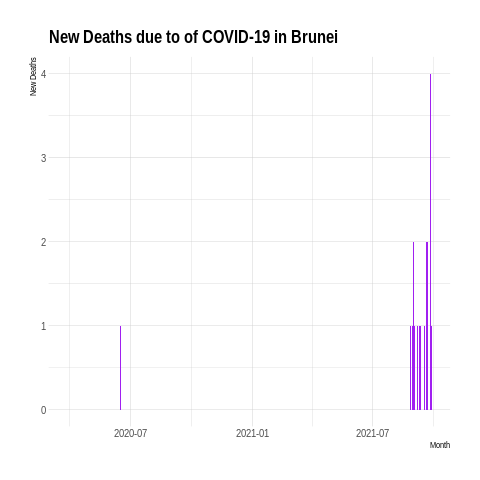 New Deaths due to of COVID-19 in Brunei
New Deaths
4
3
2
1
0
2020-07
2021-01
2021-07
Month